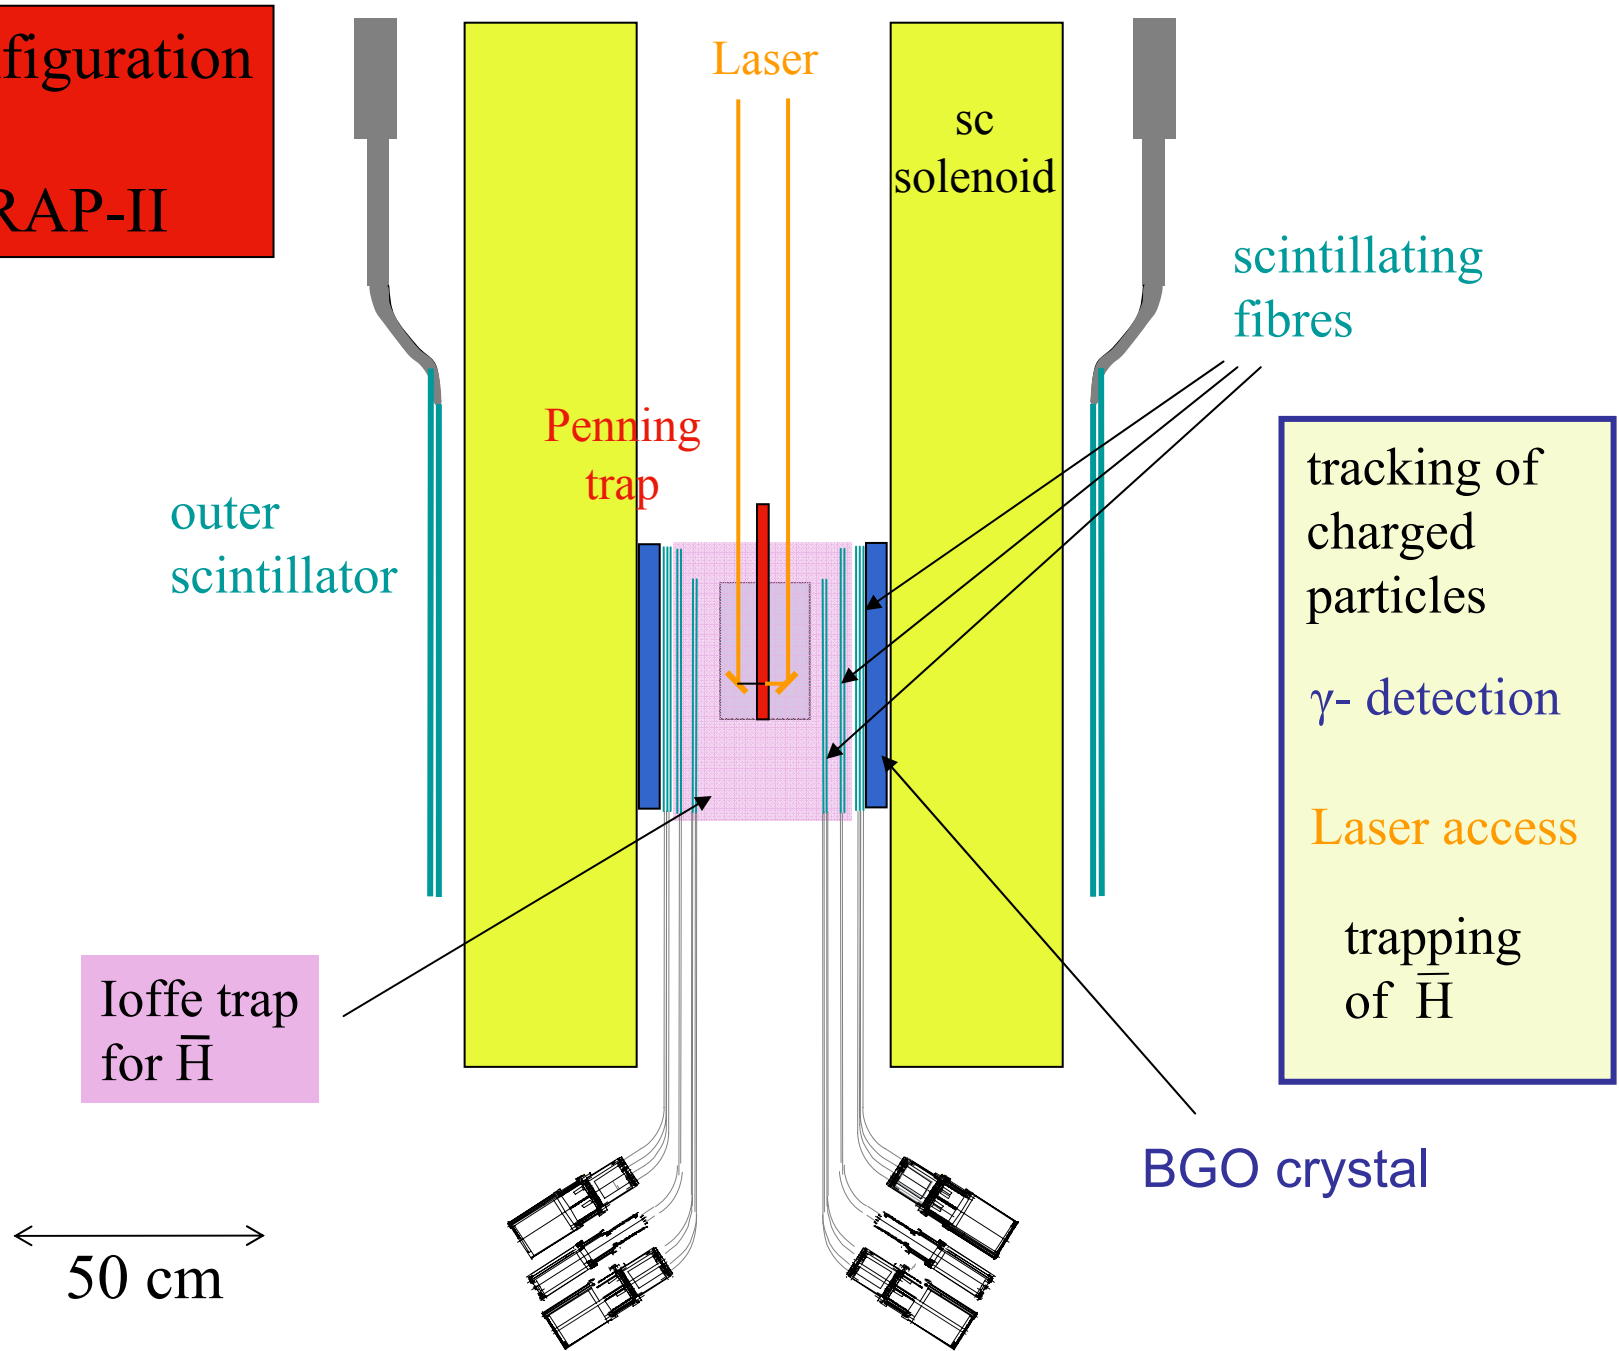 figuration
RAP-II
Laser
sc
solenoid
scintillating
fibres
Penning
trap
outer
scintillator
tracking of
charged
particles
γ- detection
Laser access
trapping
of H̅
Ioffe trap
for H̅
BGO crystal
50 cm